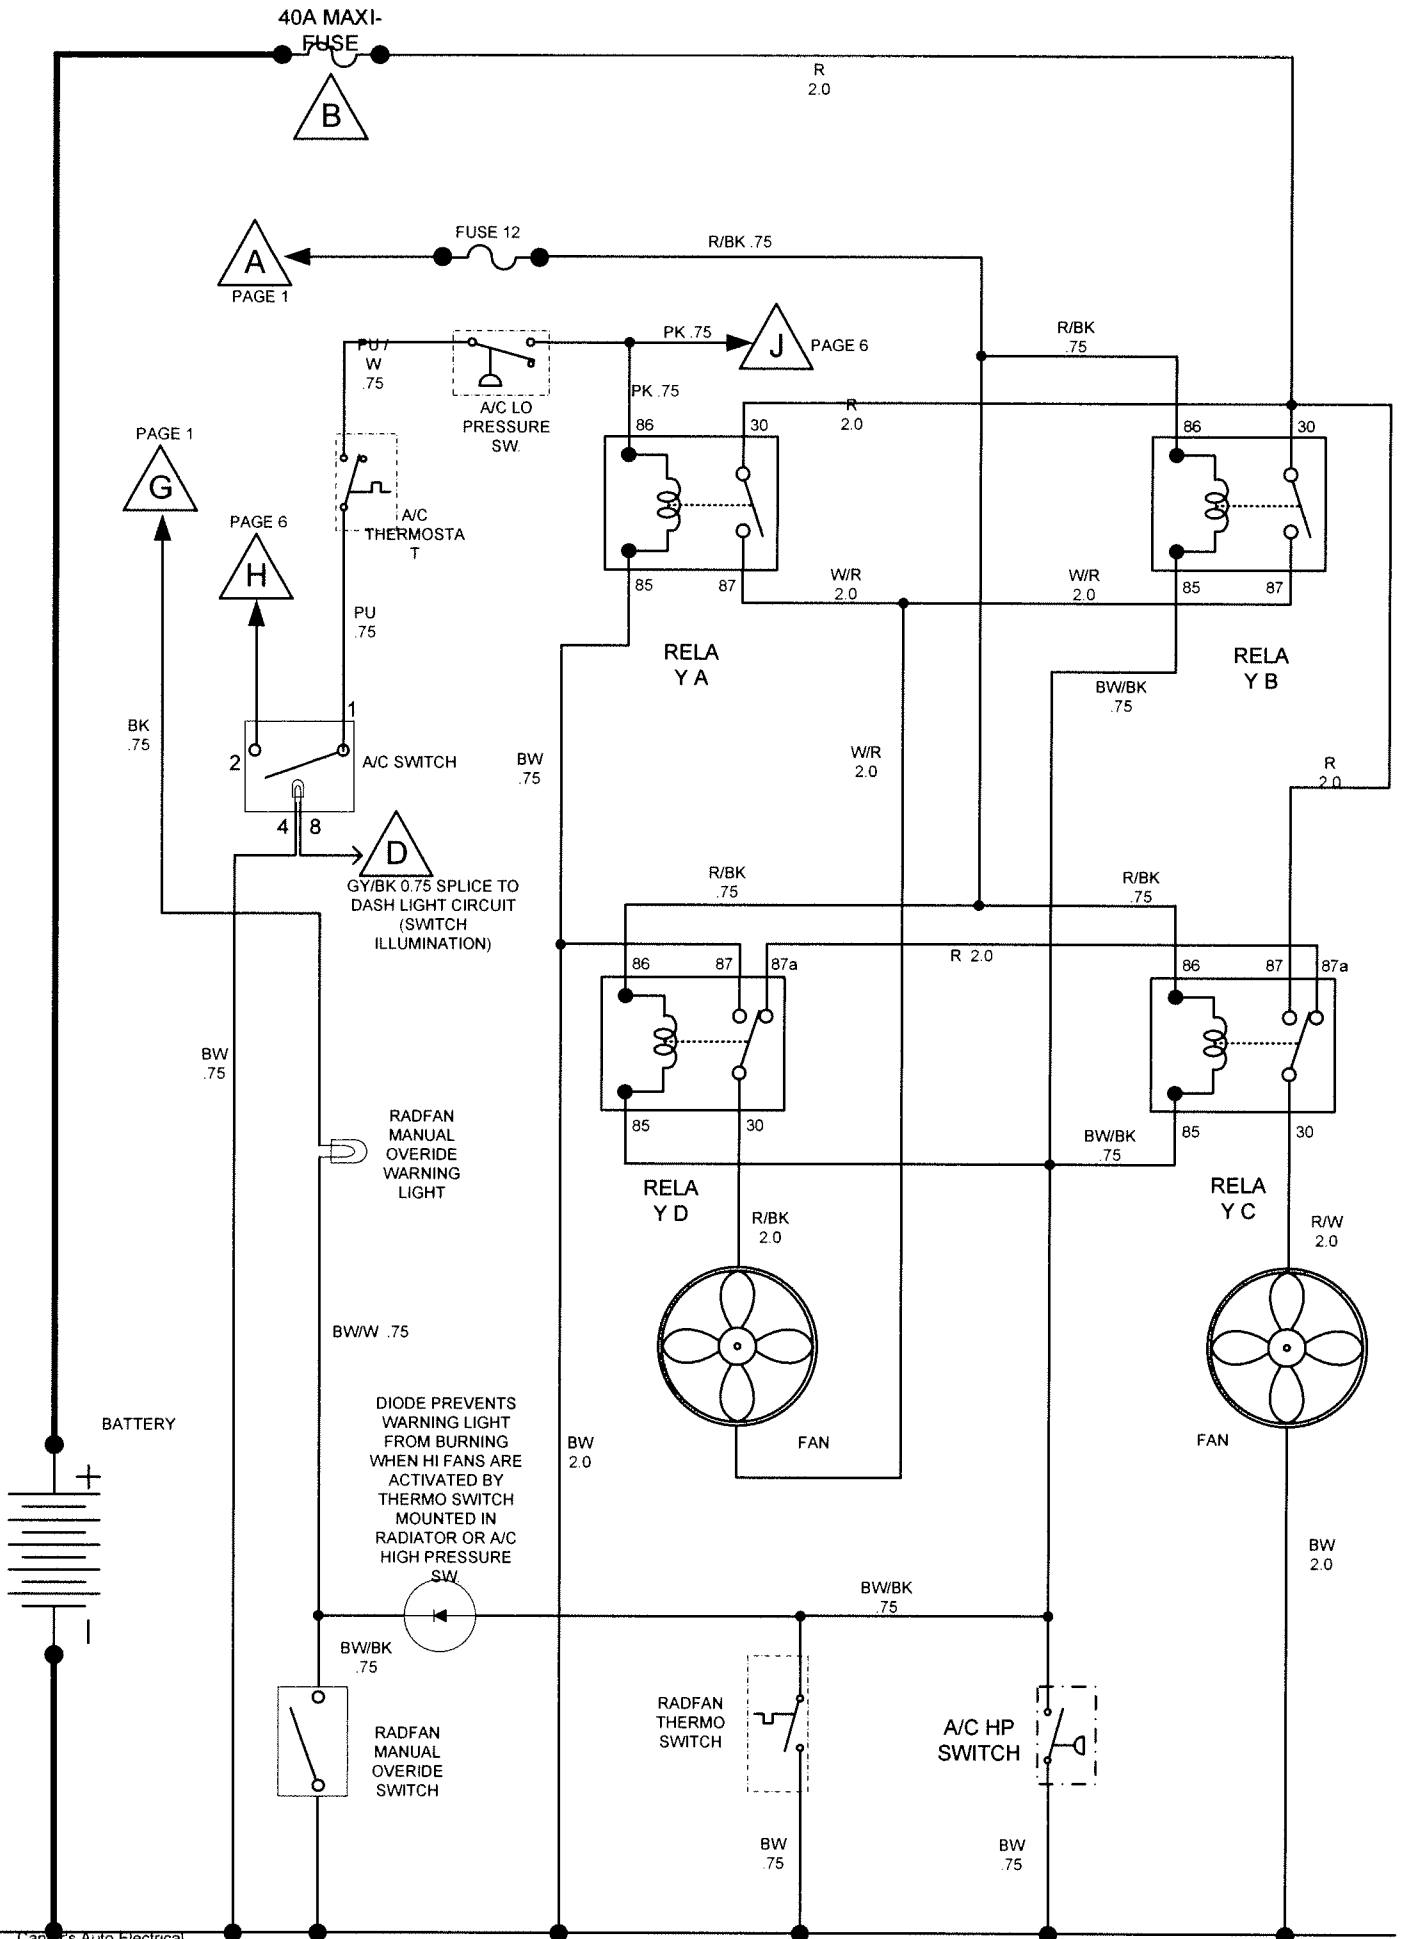 40A MAXI-
FUSE
B
R
2.0
A
PAGE 1
FUSE 12
R/BK .75
PU /
W
.75
A/C LO
PRESSURE
SW.
PK .75
J
PAGE 6
PK .75
R/BK
.75
R
2.0
86
30
86
30
PAGE 1
G
PAGE 6
H
A/C
THERMOSTA
T
85
87
W/R
2.0
W/R
2.0
85
87
PU
.75
RELA
Y A
RELA
Y B
BW/BK
.75
BK
.75
1
2
A/C SWITCH
4
8
BW
.75
W/R
2.0
R
2.0
D
GY/BK 0.75 SPLICE TO
DASH LIGHT CIRCUIT
(SWITCH
ILLUMINATION)
R/BK
.75
R/BK
.75
R 2.0
86
87
87a
86
87
87a
BW
.75
RADFAN
MANUAL
OVERIDE
WARNING
LIGHT
85
30
BW/BK
.75
85
30
RELA
Y D
RELA
Y C
R/BK
2.0
R/W
2.0
BW/W .75
BATTERY
+
–
DIODE PREVENTS
WARNING LIGHT
FROM BURNING
WHEN HI FANS ARE
ACTIVATED BY
THERMO SWITCH
MOUNTED IN
RADIATOR OR A/C
HIGH PRESSURE
SW.
BW
2.0
FAN
FAN
BW
2.0
BW/BK
.75
BW/BK
.75
RADFAN
MANUAL
OVERIDE
SWITCH
RADFAN
THERMO
SWITCH
A/C HP
SWITCH
BW
.75
BW
.75
Auto Electrical